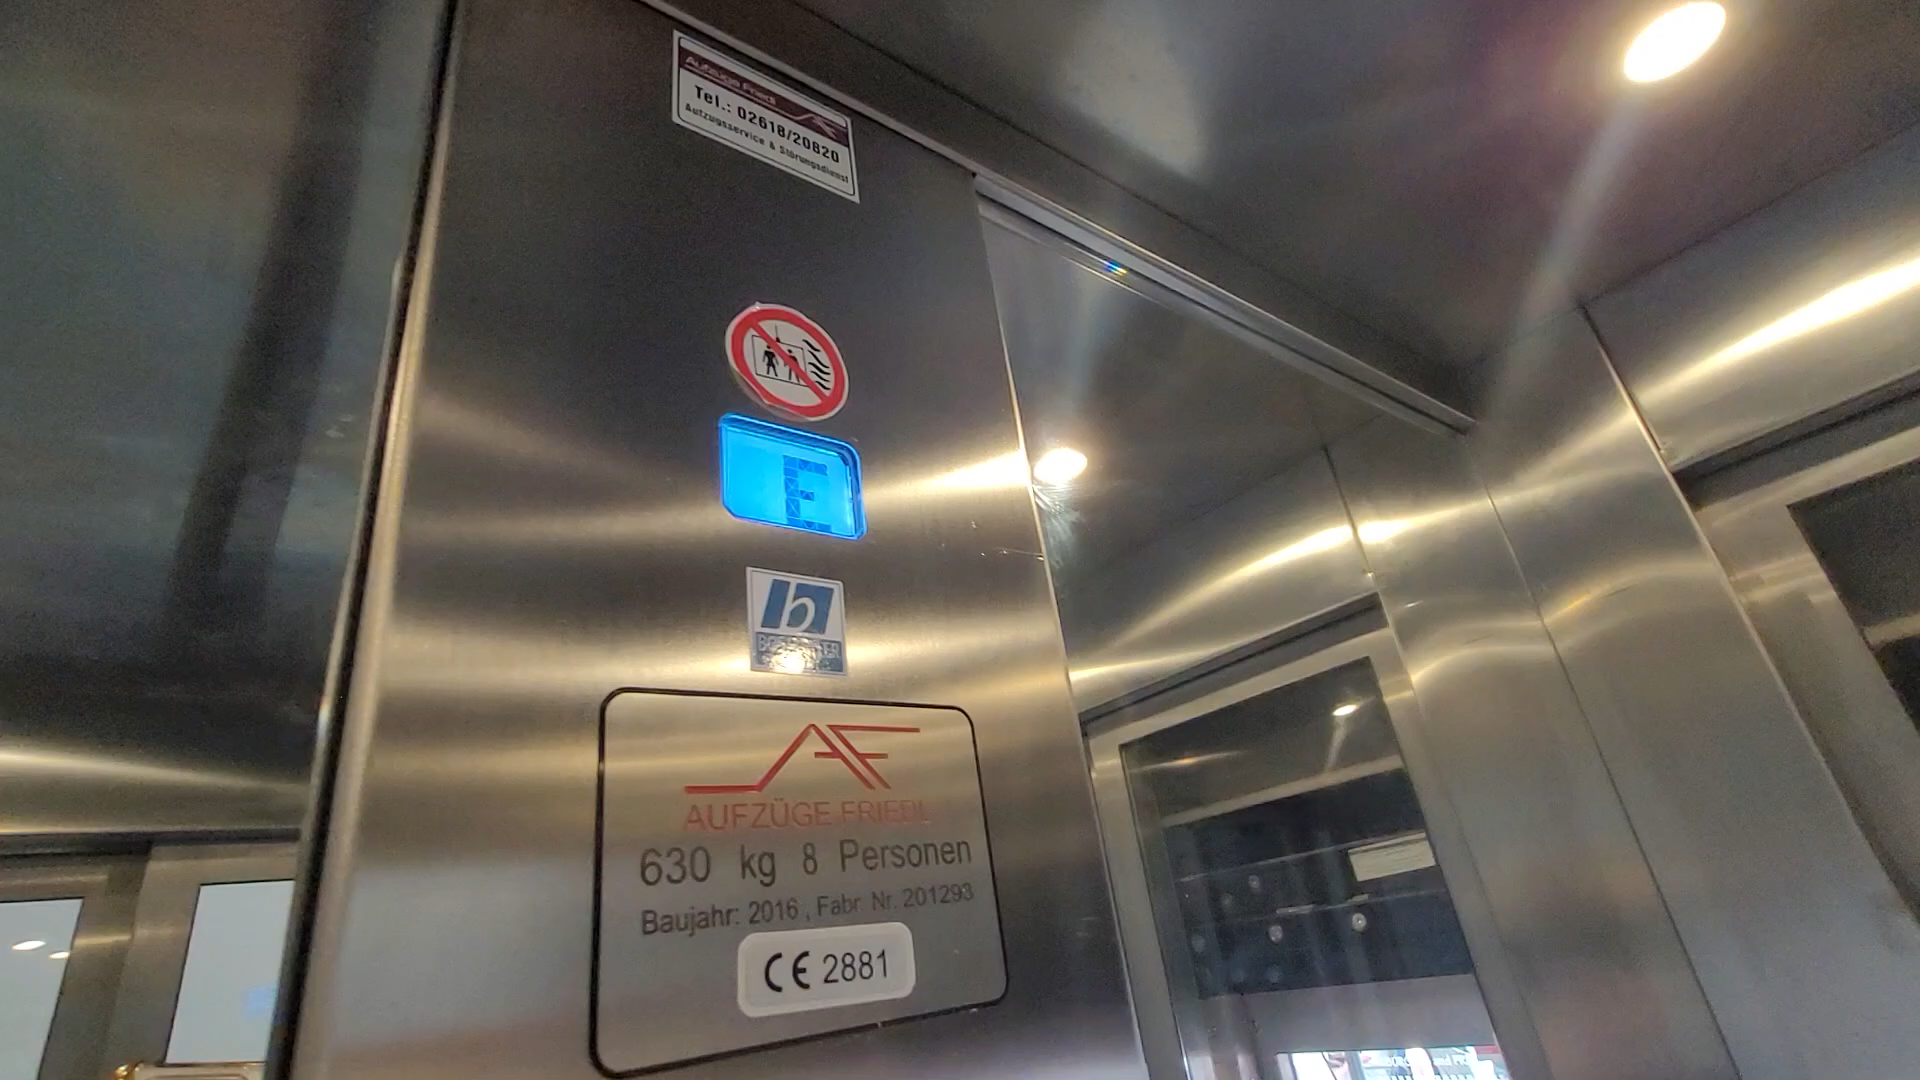 Aufzüge Friedl
Tel.: 02618/20820
Aufzugsservice & Störungsdienst
E
b
AF
AUFZÜGE FRIEDL
630 kg 8 Personen
Baujahr: 2016, Fabr Nr. 201293
CE 2881